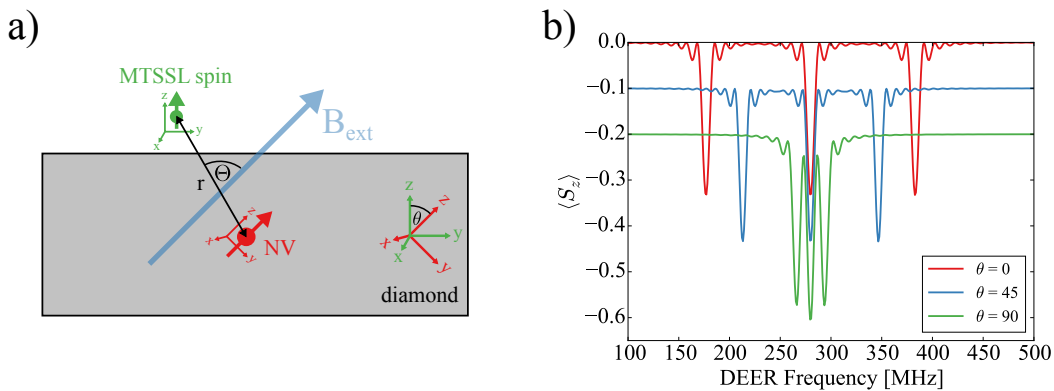 a)
MTSSL spin
z
y
x
B_ext
Θ
r
z
x
y
NV
z
θ
z
y
x
x
y
diamond
b)
0.0
−0.1
−0.2
−0.3
−0.4
−0.5
−0.6
⟨S_z⟩
100 150 200 250 300 350 400 450 500
DEER Frequency [MHz]
θ = 0
θ = 45
θ = 90